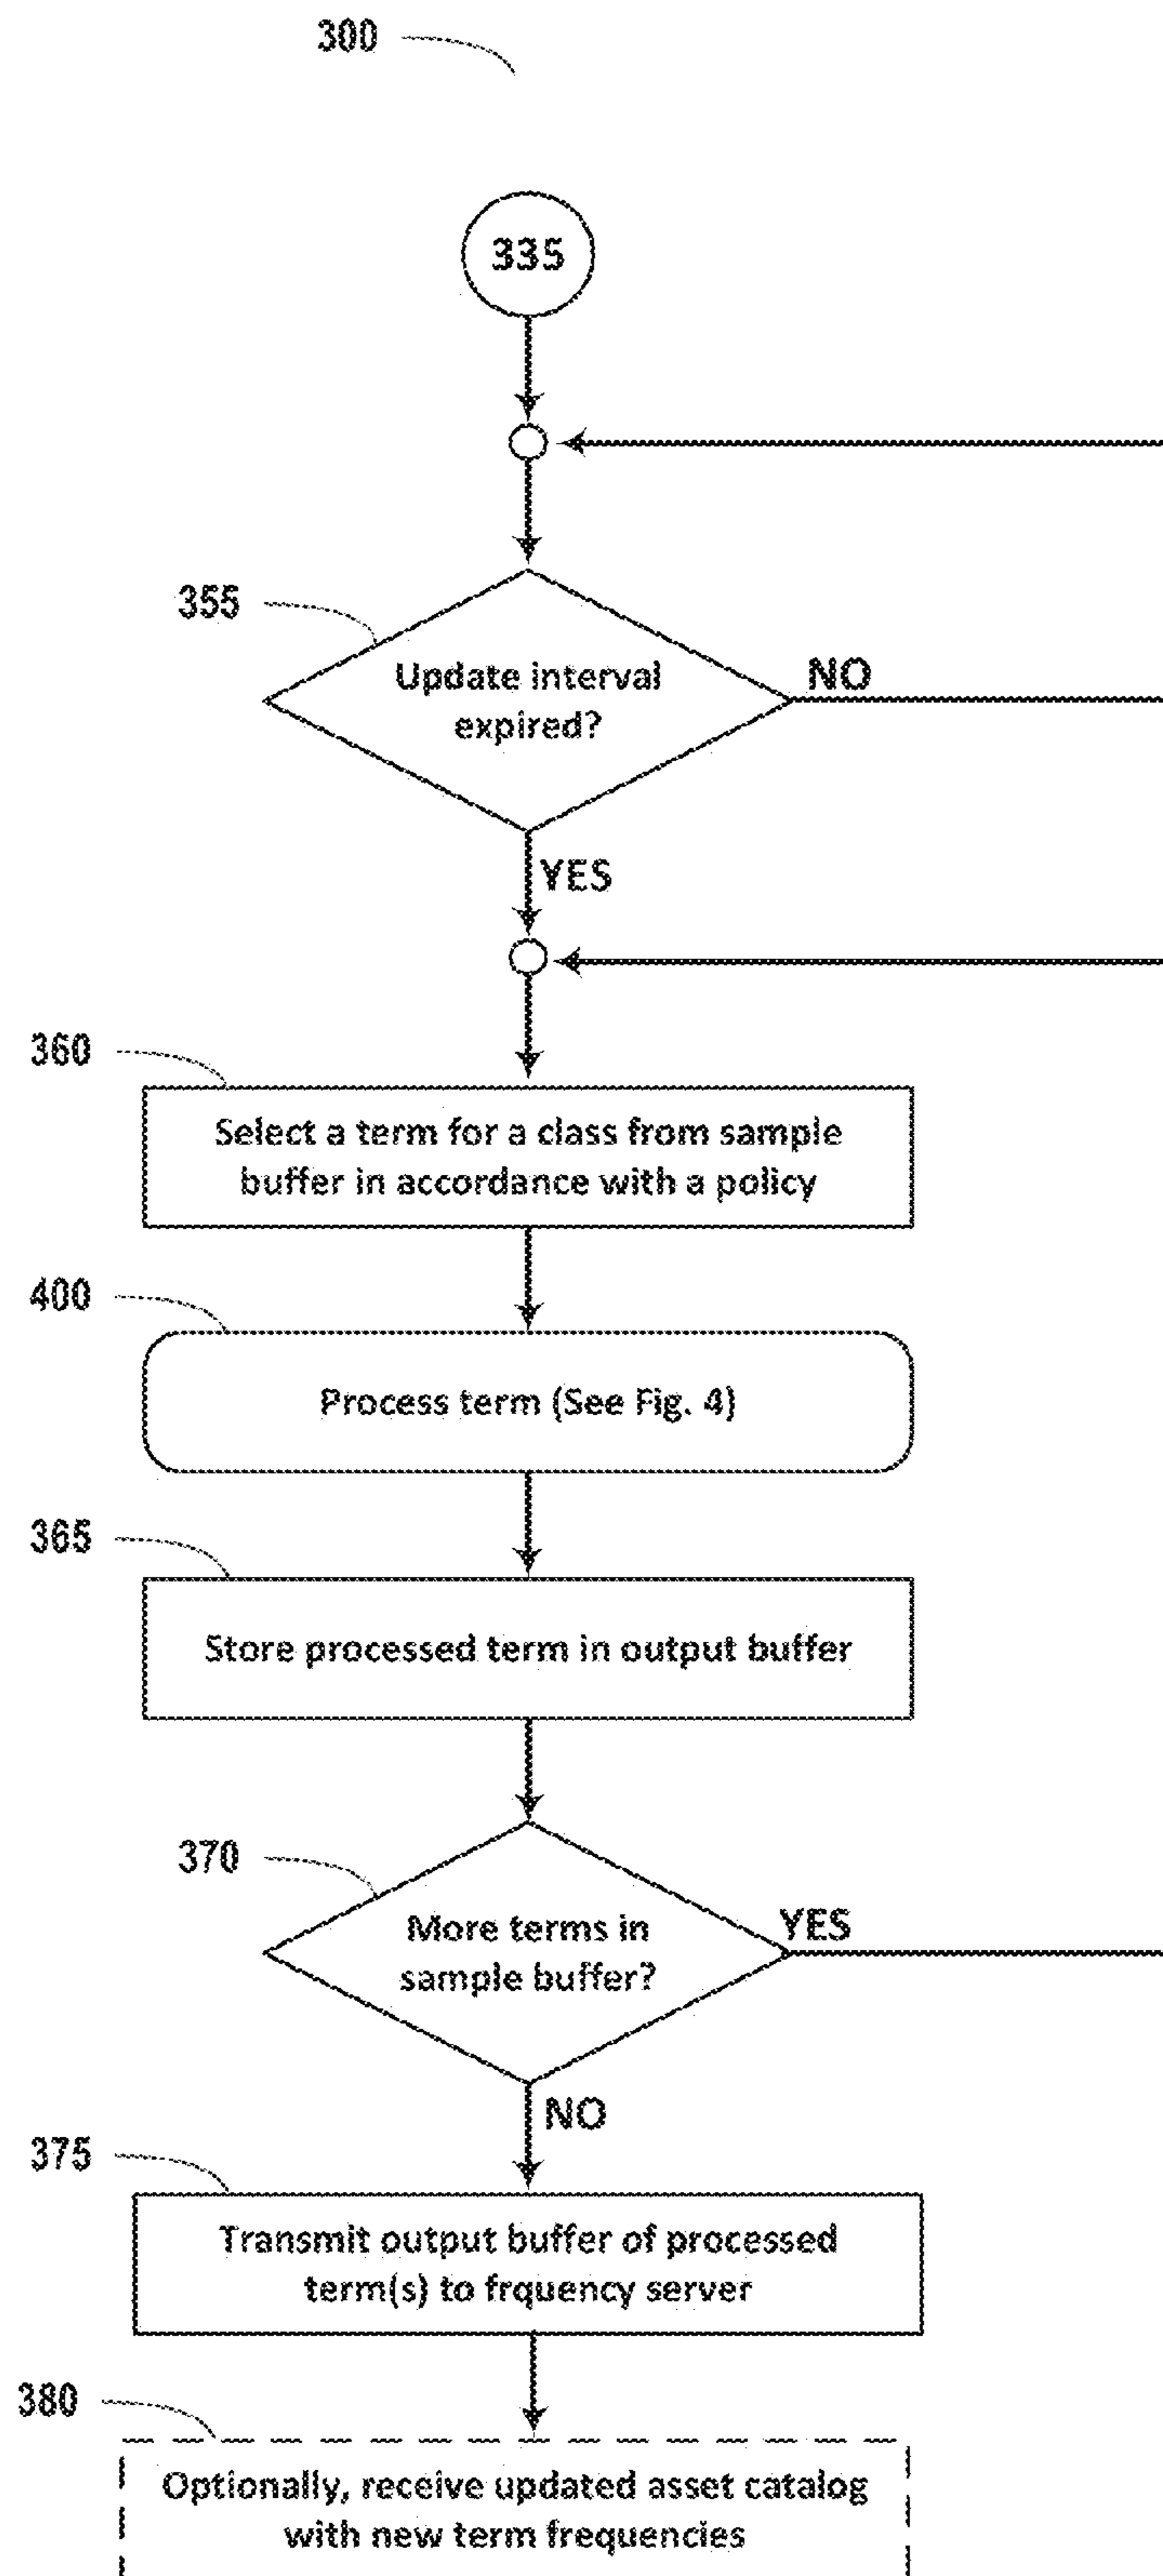 300
335
355
Update interval
expired?
NO
YES
360
Select a term for a class from sample
buffer in accordance with a policy
400
Process term (See Fig. 4)
365
Store processed term in output buffer
370
More terms in
sample buffer?
YES
NO
375
Transmit output buffer of processed
term(s) to frquency server
380
Optionally, receive updated asset catalog
with new term frequencies